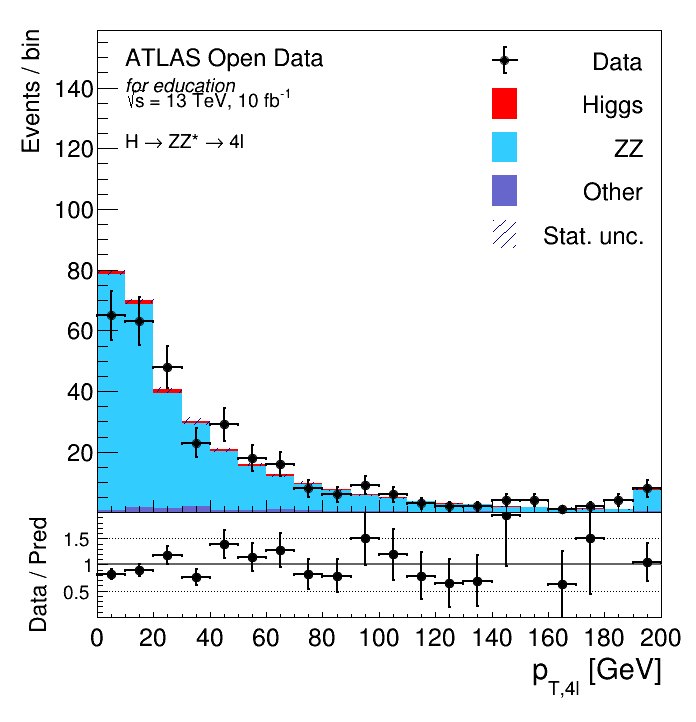 Events / bin
140
120
100
80
60
40
20
ATLAS Open Data
for education
√s = 13 TeV, 10 fb-1
H → ZZ* → 4l
Data
Higgs
ZZ
Other
Stat. unc.
Data / Pred
1.5
1
0.5
0 20 40 60 80 100 120 140 160 180 200
pT,4l [GeV]